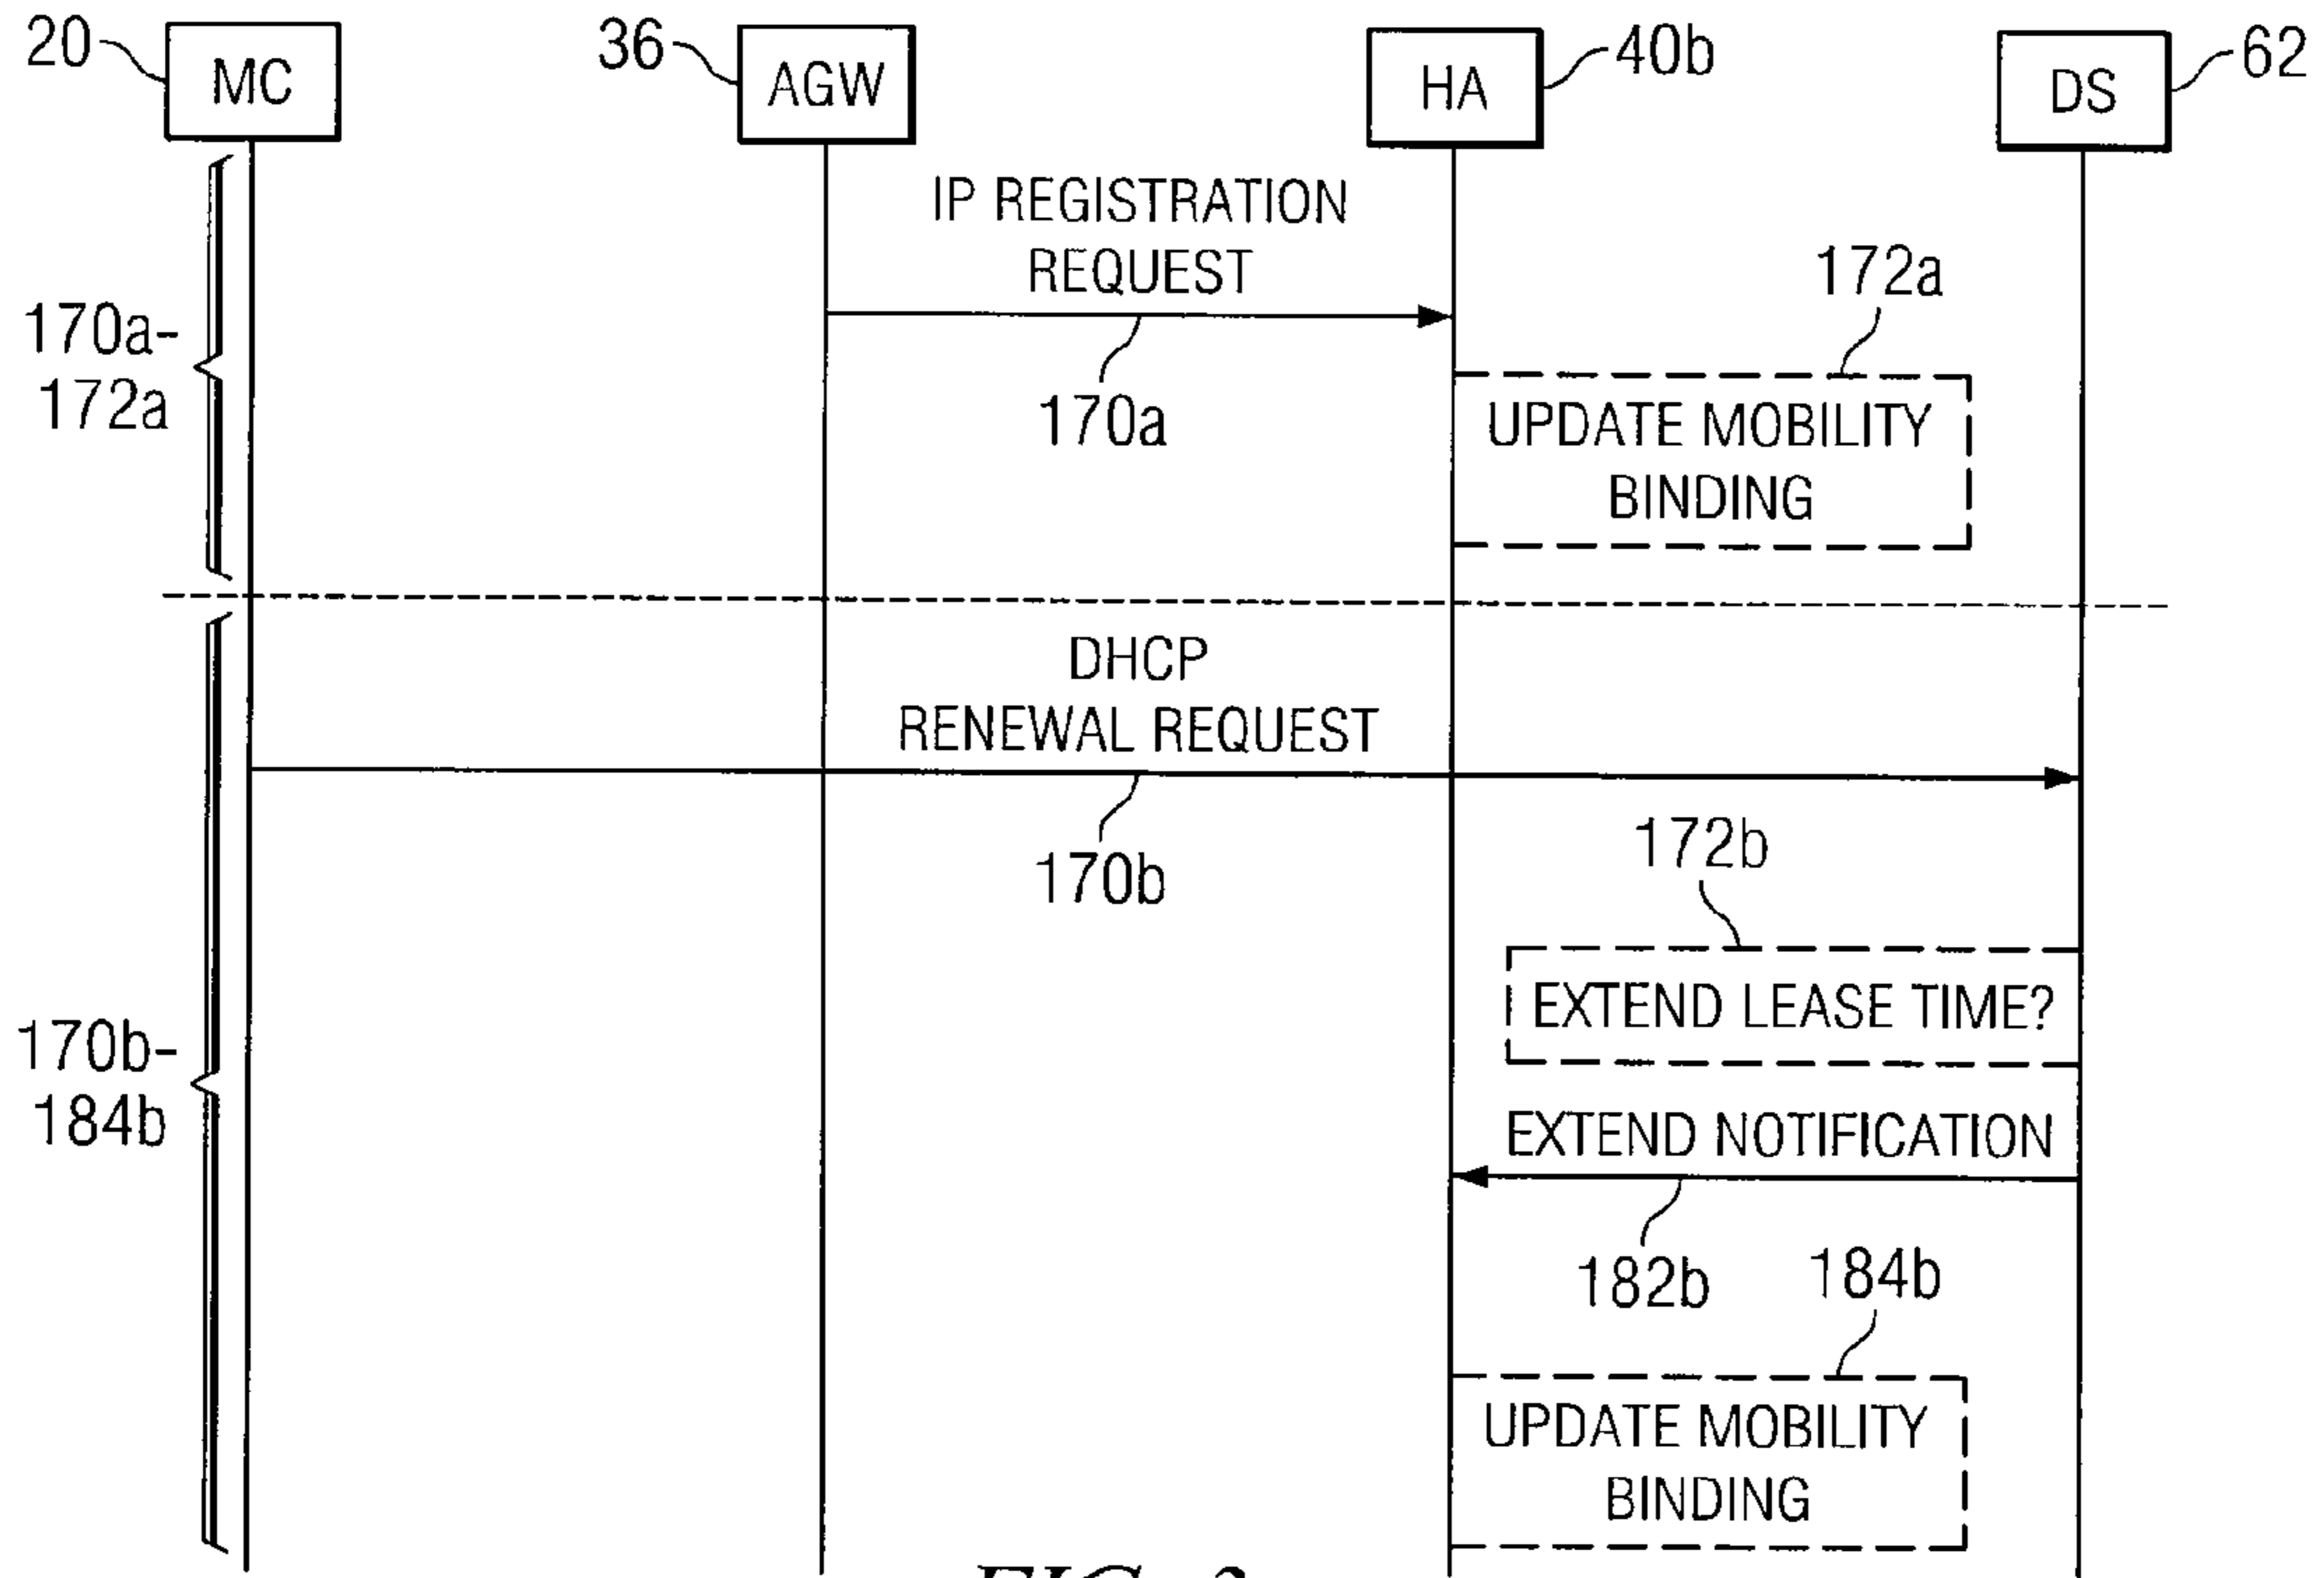 20
MC
36
AGW
HA
40b
DS
62
IP REGISTRATION
REQUEST
170a
172a
UPDATE MOBILITY
BINDING
170a-
172a
DHCP
RENEWAL REQUEST
170b
172b
EXTEND LEASE TIME?
EXTEND NOTIFICATION
182b
184b
UPDATE MOBILITY
BINDING
170b-
184b